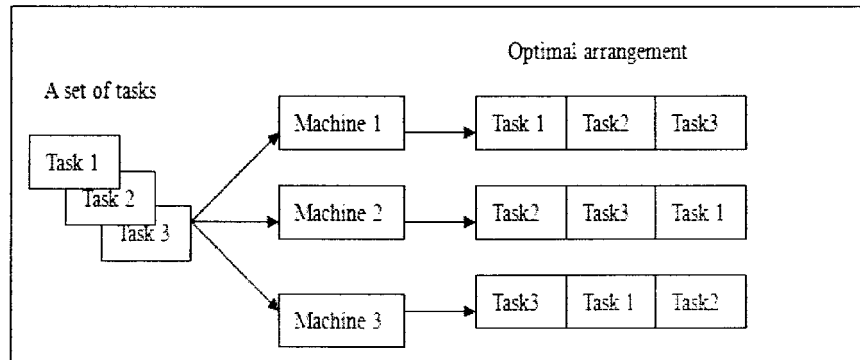 Optimal arrangement
A set of tasks
Machine 1
Task 1
Task2
Task3
Task 1
Task 2
Task 3
Machine 2
Task2
Task3
Task 1
Machine 3
Task3
Task 1
Task2